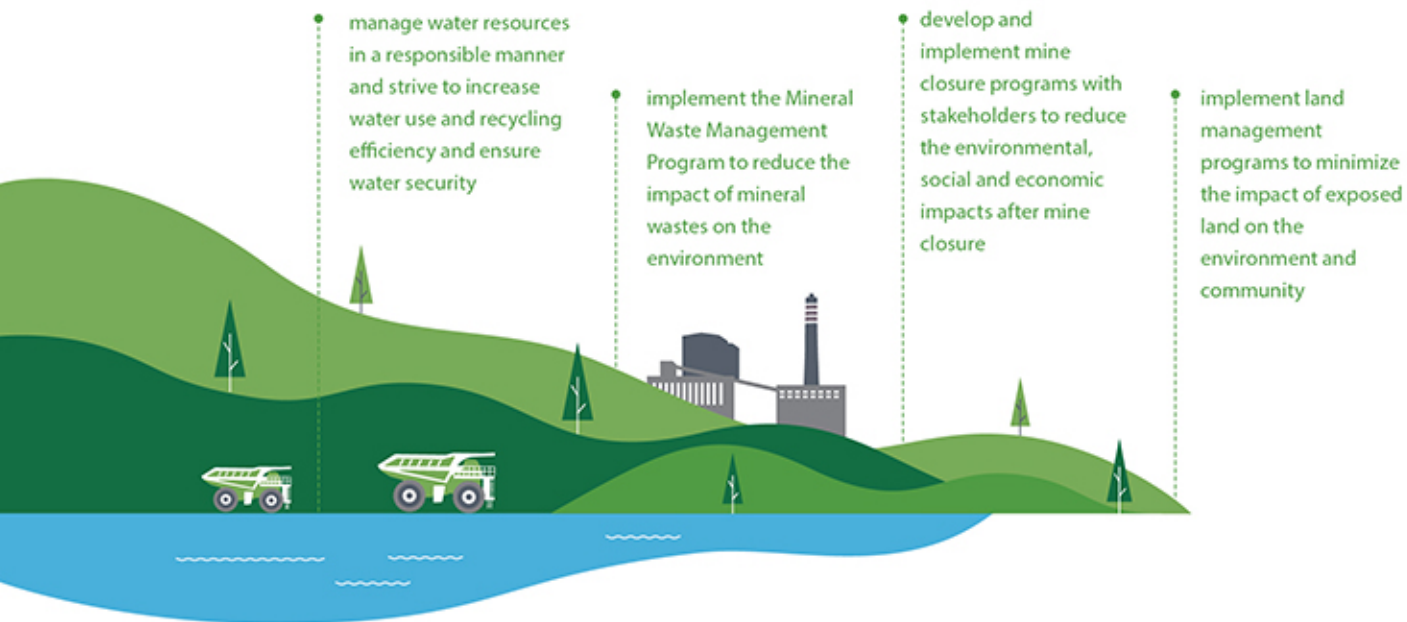 manage water resources
in a responsible manner
and strive to increase
water use and recycling
efficiency and ensure
water security
implement the Mineral
Waste Management
Program to reduce the
impact of mineral
wastes on the
environment
develop and
implement mine
closure programs with
stakeholders to reduce
the environmental,
social and economic
impacts after mine
closure
implement land
management
programs to minimize
the impact of exposed
land on the
environment and
community